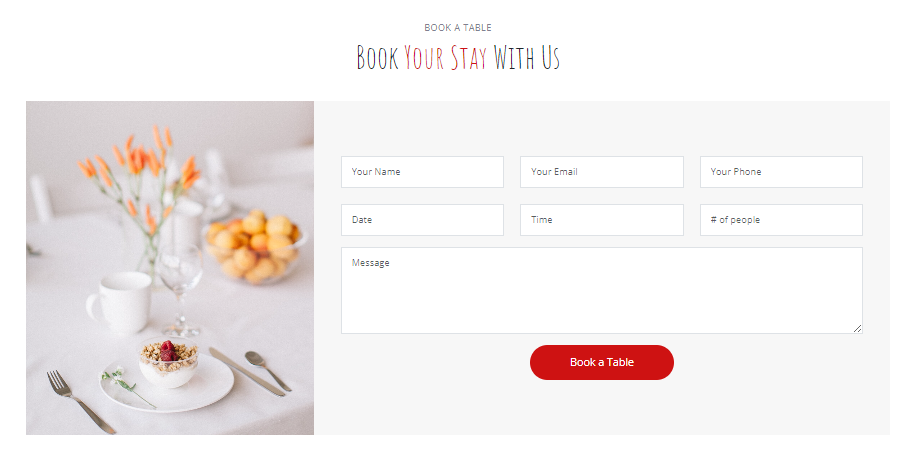 BOOK A TABLE
Book Your Stay With Us
Your Name
Your Email
Your Phone
Date
Time
# of people
Message
Book a Table